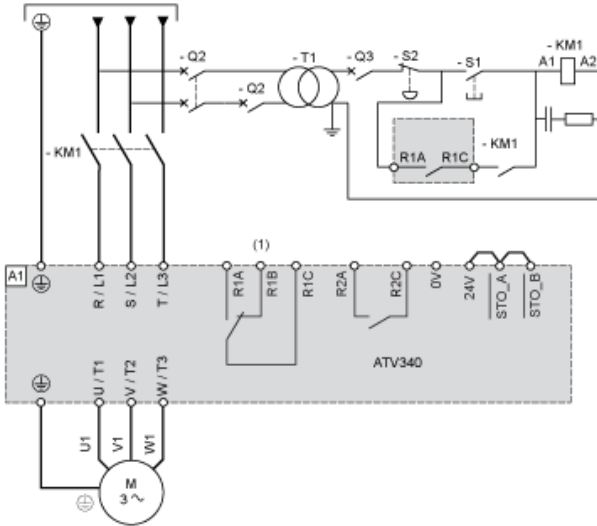 - Q2
- T1
- Q3
- S2
- S1
- KM1
A1
A2
- Q2
- KM1
R1A
R1C
- KM1
(1)
A1
R / L1
S / L2
T / L3
R1A
R1B
R1C
R2A
R2C
0V
24V
STO_A
STO_B
ATV340
U / T1
V / T2
W / T3
U1
V1
W1
M
3 ~